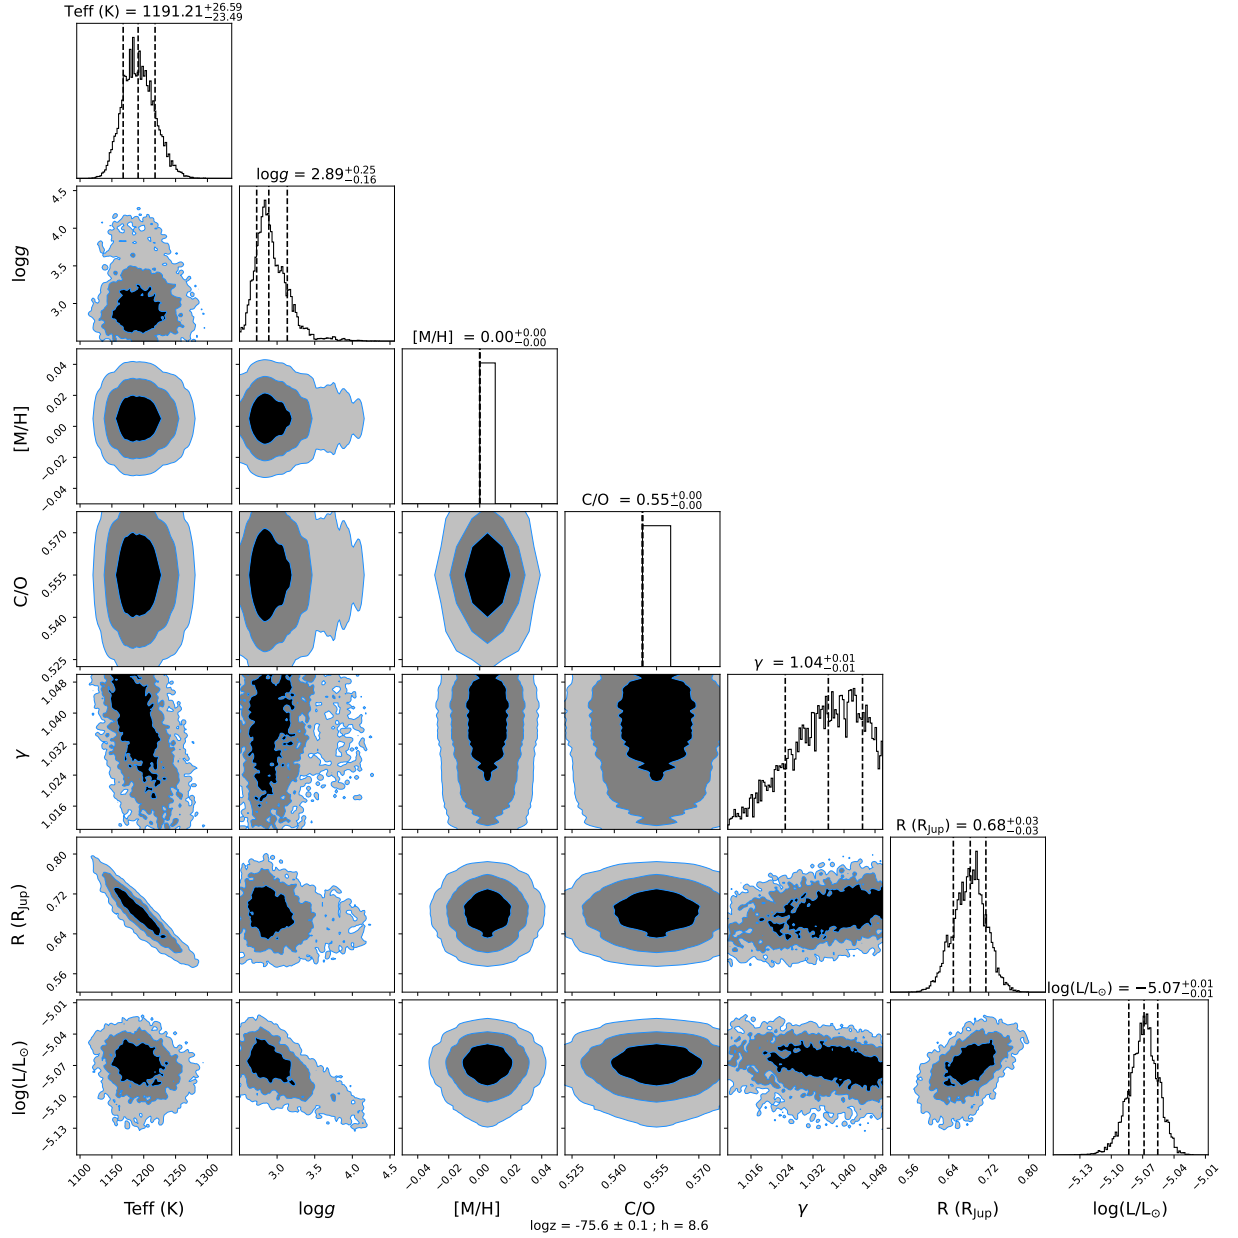 Teff (K) = 1191.21+26.59−23.49
logg = 2.89+0.25−0.16
[M/H] = 0.00+0.00−0.00
C/O = 0.55+0.00−0.00
γ = 1.04+0.01−0.01
R (RJup) = 0.68+0.03−0.03
log(L/L⊙) = −5.07+0.01−0.01
logg
4.5
4.0
3.5
3.0
[M/H]
0.04
0.02
0.00
−0.02
−0.04
C/O
0.570
0.555
0.540
0.525
γ
1.048
1.040
1.032
1.024
1.016
R (RJup)
0.80
0.72
0.64
0.56
log(L/L⊙)
−5.01
−5.04
−5.07
−5.10
−5.13
1100 1150 1200 1250 1300
3.0 3.5 4.0 4.5
−0.04 −0.02 0.00 0.02 0.04
0.525 0.540 0.555 0.570
1.016 1.024 1.032 1.040 1.048
0.56 0.64 0.72 0.80
−5.13 −5.10 −5.07 −5.04 −5.01
Teff (K) logg [M/H] C/O γ R (RJup) log(L/L⊙)
logz = -75.6 ± 0.1 ; h = 8.6